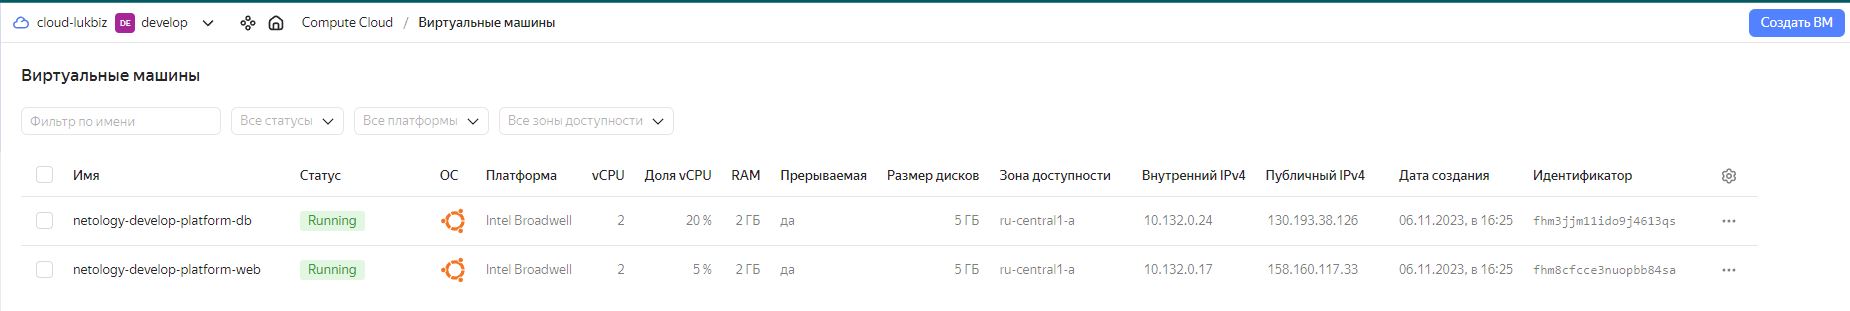 cloud-lukbiz DE develop Compute Cloud / Виртуальные машины Создать ВМ
Виртуальные машины
Фильтр по имени Все статусы Все платформы Все зоны доступности
Имя Статус ОС Платформа vCPU Доля vCPU RAM Прерываемая Размер дисков Зона доступности Внутренний IPv4 Публичный IPv4 Дата создания Идентификатор
netology-develop-platform-db Running Intel Broadwell 2 20 % 2 ГБ да 5 ГБ ru-central1-a 10.132.0.24 130.193.38.126 06.11.2023, в 16:25 fhm3jjm11ido9j4613qs
netology-develop-platform-web Running Intel Broadwell 2 5 % 2 ГБ да 5 ГБ ru-central1-a 10.132.0.17 158.160.117.33 06.11.2023, в 16:25 fhm8cfcce3nuopbb84sa